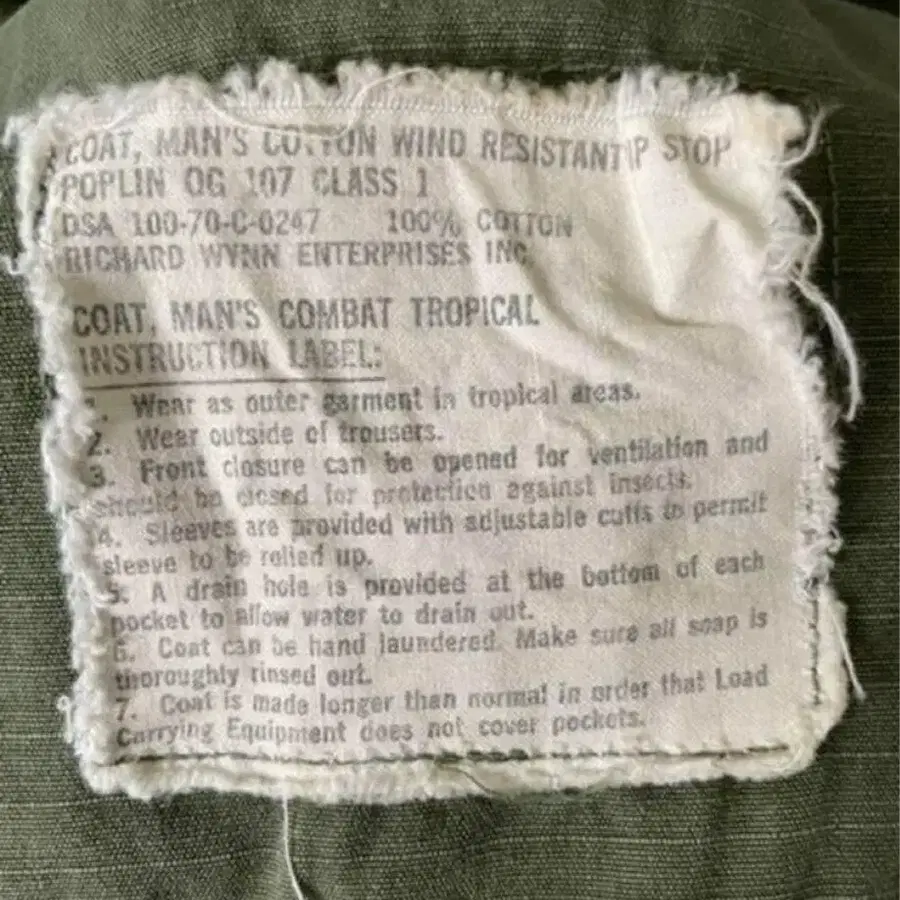 COAT, MAN'S COTTON WIND RESISTANT IP STOP
POPLIN OG 107 CLASS 1
DSA 100-70-C-0247 100% COTTON
RICHARD WYNN ENTERPRISES INC
COAT, MAN'S COMBAT TROPICAL
INSTRUCTION LABEL:
1. Wear as outer garment in tropical areas.
2. Wear outside of trousers.
3. Front closure can be opened for ventilation and
should be closed for protection against insects.
4. Sleeves are provided with adjustable cuffs to permit
sleeve to be rolled up.
5. A drain hole is provided at the bottom of each
pocket to allow water to drain out.
6. Coat can be hand laundered. Make sure all soap is
thoroughly rinsed out.
7. Coat is made longer than normal in order that Load
Carrying Equipment does not cover pockets.